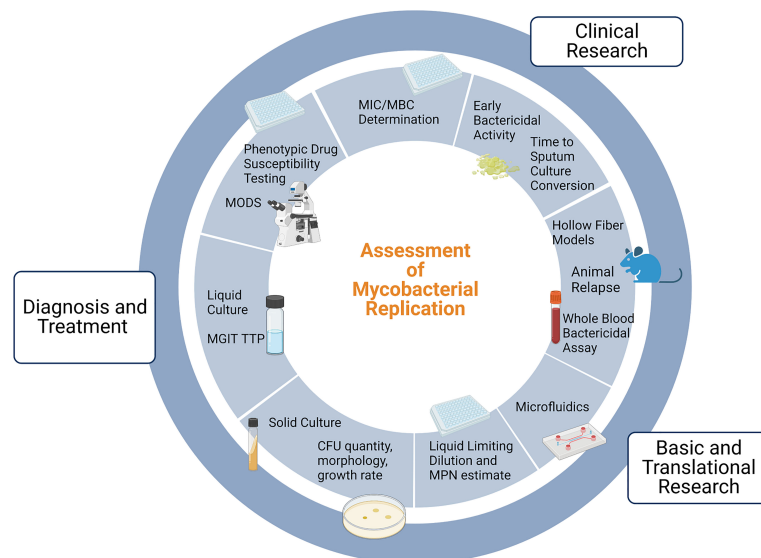 Clinical
Research
MIC/MBC
Determination
Early
Bactericidal
Activity
Time to
Sputum
Culture
Conversion
Phenotypic Drug
Susceptibility
Testing
MODS
Hollow Fiber
Models
Animal
Relapse
Whole Blood
Bactericidal
Assay
Assessment
of
Mycobacterial
Replication
Diagnosis and
Treatment
Liquid
Culture
MGIT TTP
Solid Culture
CFU quantity,
morphology,
growth rate
Liquid Limiting
Dilution and
MPN estimate
Microfluidics
Basic and
Translational
Research